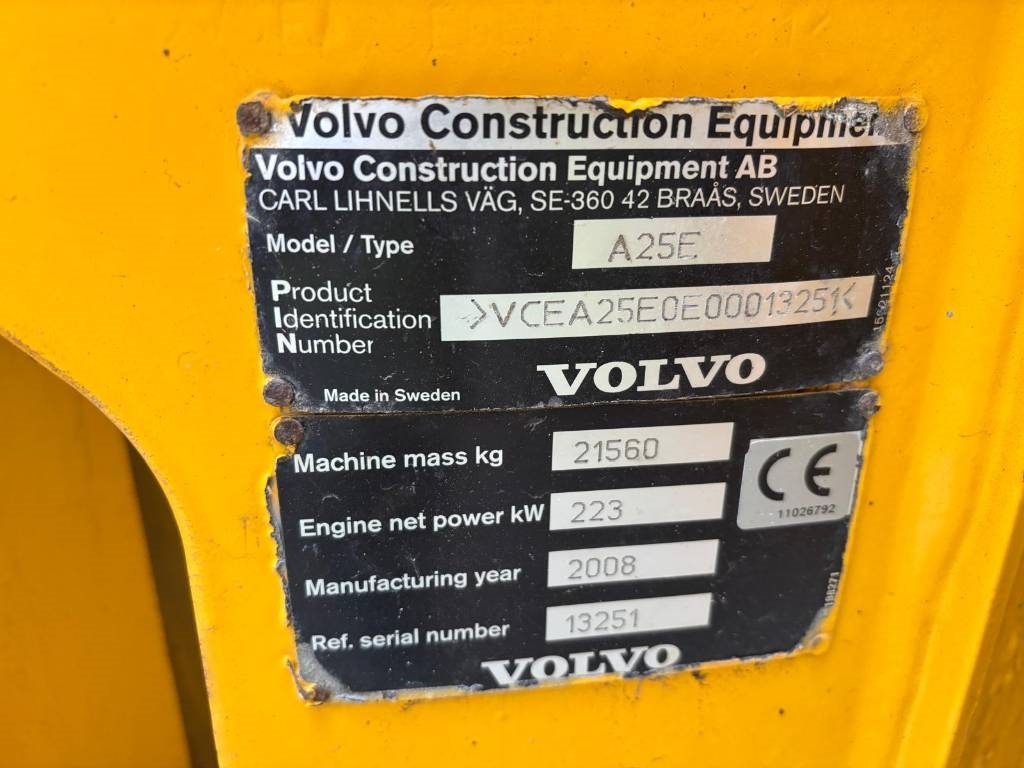 Volvo Construction Equipmen
Volvo Construction Equipment AB
CARL LIHNELLS VÄG, SE-360 42 BRAÅS, SWEDEN
Model / Type A25E
Product
Identification >VCEA25E0E00013251<
Number
VOLVO
Made in Sweden
Machine mass kg 21560
CE
11026792
Engine net power kW 223
Manufacturing year 2008
Ref. serial number 13251
VOLVO